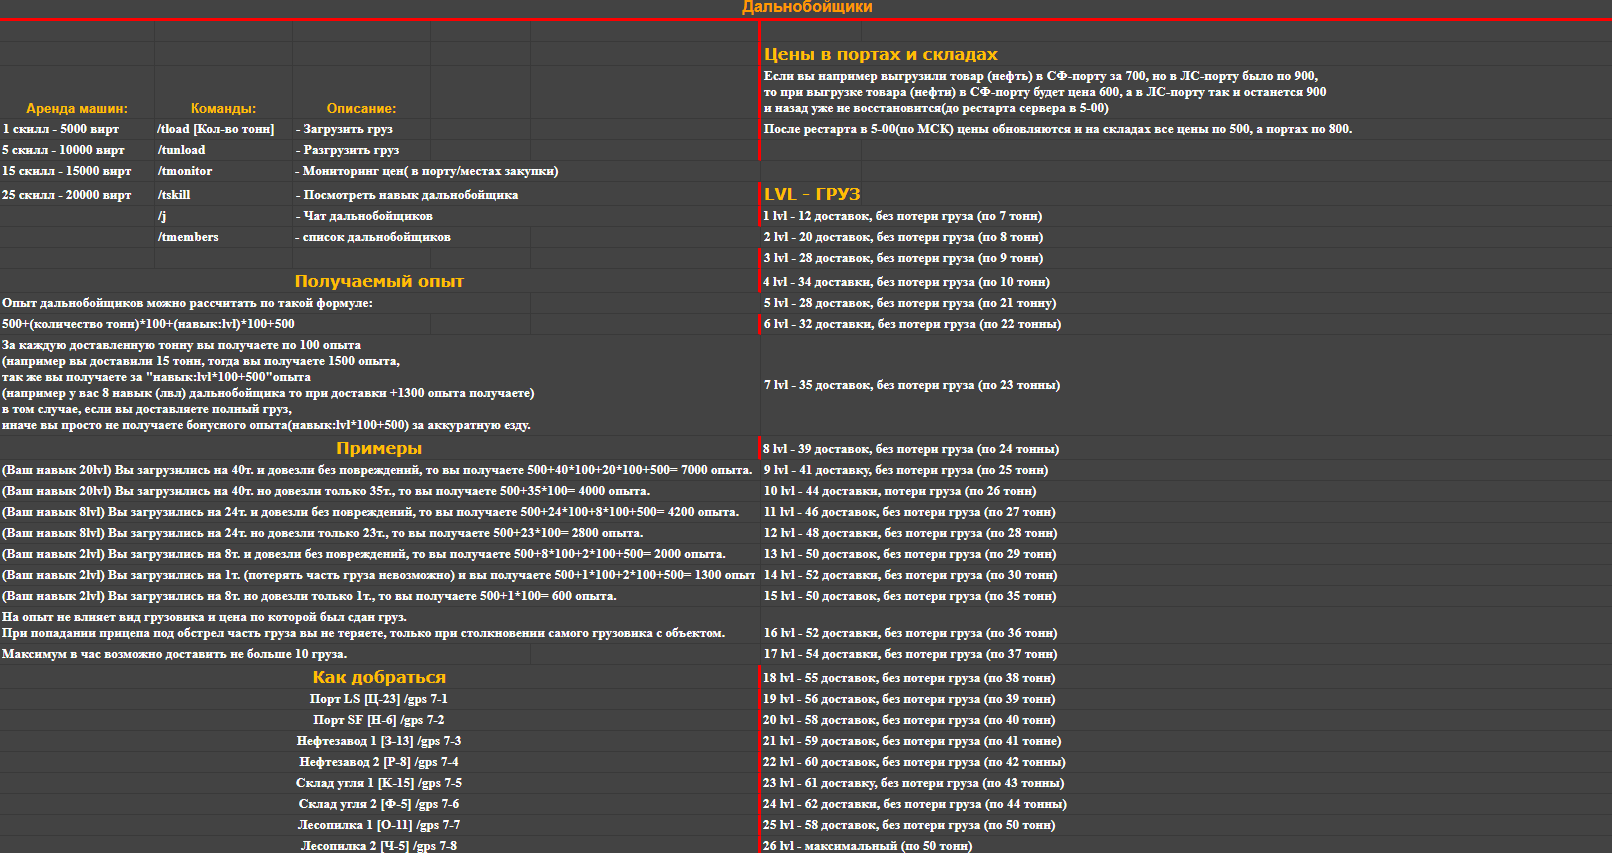 Дальнобойщики
Аренда машин: Команды: Описание:
1 скилл - 5000 вирт /tload [Кол-во тонн] - Загрузить груз
5 скилл - 10000 вирт /tunload - Разгрузить груз
15 скилл - 15000 вирт /tmonitor - Мониторинг цен( в порту/местах закупки)
25 скилл - 20000 вирт /tskill - Посмотреть навык дальнобойщика
/j - Чат дальнобойщиков
/tmembers - список дальнобойщиков
Получаемый опыт
Опыт дальнобойщиков можно рассчитать по такой формуле:
500+(количество тонн)*100+(навык:lvl)*100+500
За каждую доставленную тонну вы получаете по 100 опыта
(например вы доставили 15 тонн, тогда вы получаете 1500 опыта,
так же вы получаете за "навык:lvl*100+500"опыта
(например у вас 8 навык (лвл) дальнобойщика то при доставки +1300 опыта получаете)
в том случае, если вы доставляете полный груз,
иначе вы просто не получаете бонусного опыта(навык:lvl*100+500) за аккуратную езду.
Примеры
(Ваш навык 20lvl) Вы загрузились на 40т. и довезли без повреждений, то вы получаете 500+40*100+20*100+500= 7000 опыта.
(Ваш навык 20lvl) Вы загрузились на 40т. но довезли только 35т., то вы получаете 500+35*100= 4000 опыта.
(Ваш навык 8lvl) Вы загрузились на 24т. и довезли без повреждений, то вы получаете 500+24*100+8*100+500= 4200 опыта.
(Ваш навык 8lvl) Вы загрузились на 24т. но довезли только 23т., то вы получаете 500+23*100= 2800 опыта.
(Ваш навык 2lvl) Вы загрузились на 8т. и довезли без повреждений, то вы получаете 500+8*100+2*100+500= 2000 опыта.
(Ваш навык 2lvl) Вы загрузились на 1т. (потерять часть груза невозможно) и вы получаете 500+1*100+2*100+500= 1300 опыт
(Ваш навык 2lvl) Вы загрузились на 8т. но довезли только 1т., то вы получаете 500+1*100= 600 опыта.
На опыт не влияет вид грузовика и цена по которой был сдан груз.
При попадании прицепа под обстрел часть груза вы не теряете, только при столкновении самого грузовика с объектом.
Максимум в час возможно доставить не больше 10 груза.
Как добраться
Порт LS [Ц-23] /gps 7-1
Порт SF [Н-6] /gps 7-2
Нефтезавод 1 [З-13] /gps 7-3
Нефтезавод 2 [Р-8] /gps 7-4
Склад угля 1 [К-15] /gps 7-5
Склад угля 2 [Ф-5] /gps 7-6
Лесопилка 1 [О-11] /gps 7-7
Лесопилка 2 [Ч-5] /gps 7-8
Цены в портах и складах
Если вы например выгрузили товар (нефть) в СФ-порту за 700, но в ЛС-порту было по 900,
то при выгрузке товара (нефти) в СФ-порту будет цена 600, а в ЛС-порту так и останется 900
и назад уже не восстановится(до рестарта сервера в 5-00)
После рестарта в 5-00(по МСК) цены обновляются и на складах все цены по 500, а портах по 800.
LVL - ГРУЗ
1 lvl - 12 доставок, без потери груза (по 7 тонн)
2 lvl - 20 доставок, без потери груза (по 8 тонн)
3 lvl - 28 доставок, без потери груза (по 9 тонн)
4 lvl - 34 доставки, без потери груза (по 10 тонн)
5 lvl - 28 доставок, без потери груза (по 21 тонну)
6 lvl - 32 доставки, без потери груза (по 22 тонны)
7 lvl - 35 доставок, без потери груза (по 23 тонны)
8 lvl - 39 доставок, без потери груза (по 24 тонны)
9 lvl - 41 доставку, без потери груза (по 25 тонн)
10 lvl - 44 доставки, потери груза (по 26 тонн)
11 lvl - 46 доставок, без потери груза (по 27 тонн)
12 lvl - 48 доставки, без потери груза (по 28 тонн)
13 lvl - 50 доставок, без потери груза (по 29 тонн)
14 lvl - 52 доставки, без потери груза (по 30 тонн)
15 lvl - 50 доставок, без потери груза (по 35 тонн)
16 lvl - 52 доставки, без потери груза (по 36 тонн)
17 lvl - 54 доставки, без потери груза (по 37 тонн)
18 lvl - 55 доставок, без потери груза (по 38 тонн)
19 lvl - 56 доставок, без потери груза (по 39 тонн)
20 lvl - 58 доставок, без потери груза (по 40 тонн)
21 lvl - 59 доставок, без потери груза (по 41 тонне)
22 lvl - 60 доставок, без потери груза (по 42 тонны)
23 lvl - 61 доставку, без потери груза (по 43 тонны)
24 lvl - 62 доставки, без потери груза (по 44 тонны)
25 lvl - 58 доставок, без потери груза (по 50 тонн)
26 lvl - максимальный (по 50 тонн)